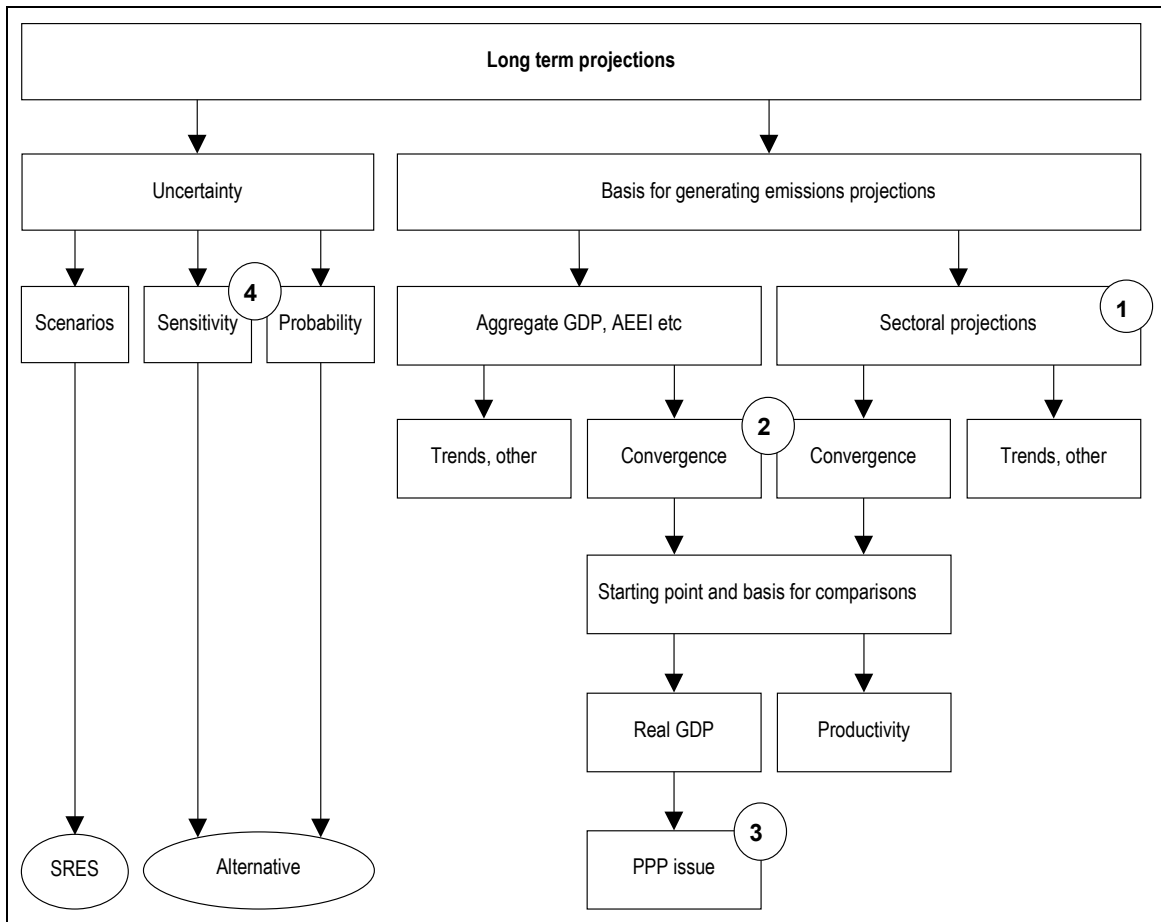 Long term projections
Uncertainty
Basis for generating emissions projections
4
1
Scenarios
Sensitivity
Probability
Aggregate GDP, AEEI etc
Sectoral projections
2
Trends, other
Convergence
Convergence
Trends, other
Starting point and basis for comparisons
Real GDP
Productivity
3
SRES
Alternative
PPP issue